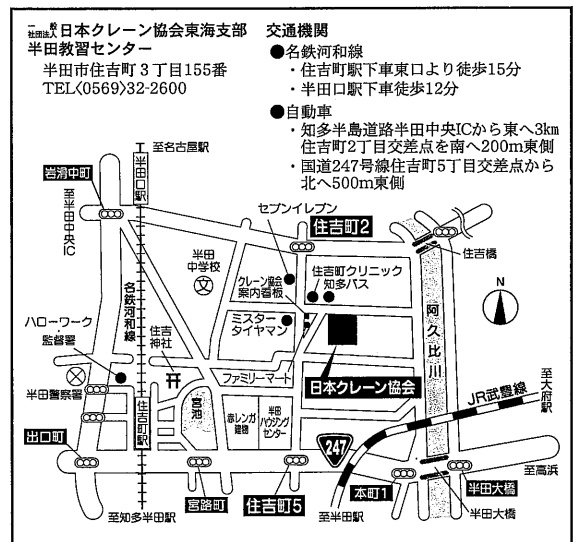 一般社団法人 日本クレーン協会東海支部
半田教習センター
半田市住吉町3丁目155番
TEL〈0569〉32-2600
交通機関
●名鉄河和線
・住吉町駅下車東口より徒歩15分
・半田口駅下車徒歩12分
●自動車
・知多半島道路半田中央ICから東へ3km
住吉町2丁目交差点を南へ200m東側
・国道247号線住吉町5丁目交差点から
北へ500m東側
至名古屋駅
岩滑中町
半田口駅
至半田中央IC
セブンイレブン
住吉町2
住吉橋
半田中学校
文
クレーン協会案内看板
住吉町クリニック
知多バス
N
名鉄河和線
ミスタータイヤマン
阿久比川
ハローワーク・監督署
住吉神社
ファミリーマート
日本クレーン協会
JR武豊線
至大府駅
半田警察署
住吉町駅
宮池
赤レンガ建物
半田ハウジングセンター
247
出口町
至高浜
宮路町
住吉町5
本町1
半田大橋
半田大橋
至知多半田駅
至半田駅